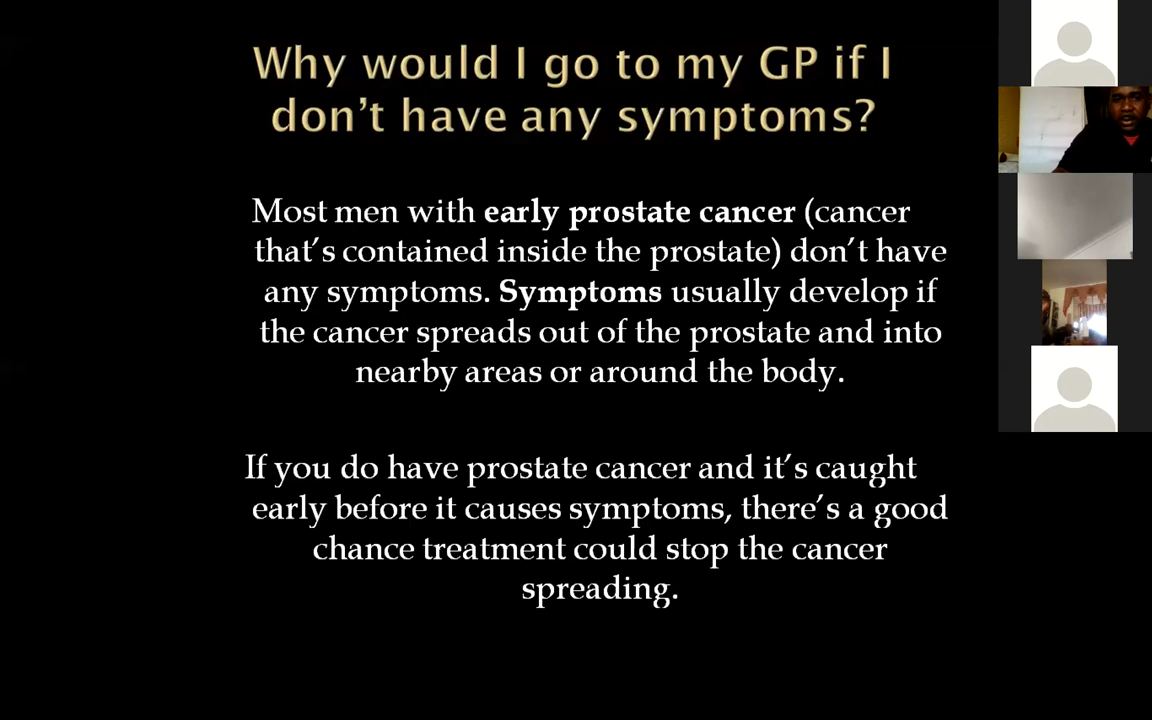 Why would I go to my GP if I
don't have any symptoms?
Most men with early prostate cancer (cancer
that's contained inside the prostate) don't have
any symptoms. Symptoms usually develop if
the cancer spreads out of the prostate and into
nearby areas or around the body.
If you do have prostate cancer and it's caught
early before it causes symptoms, there's a good
chance treatment could stop the cancer
spreading.